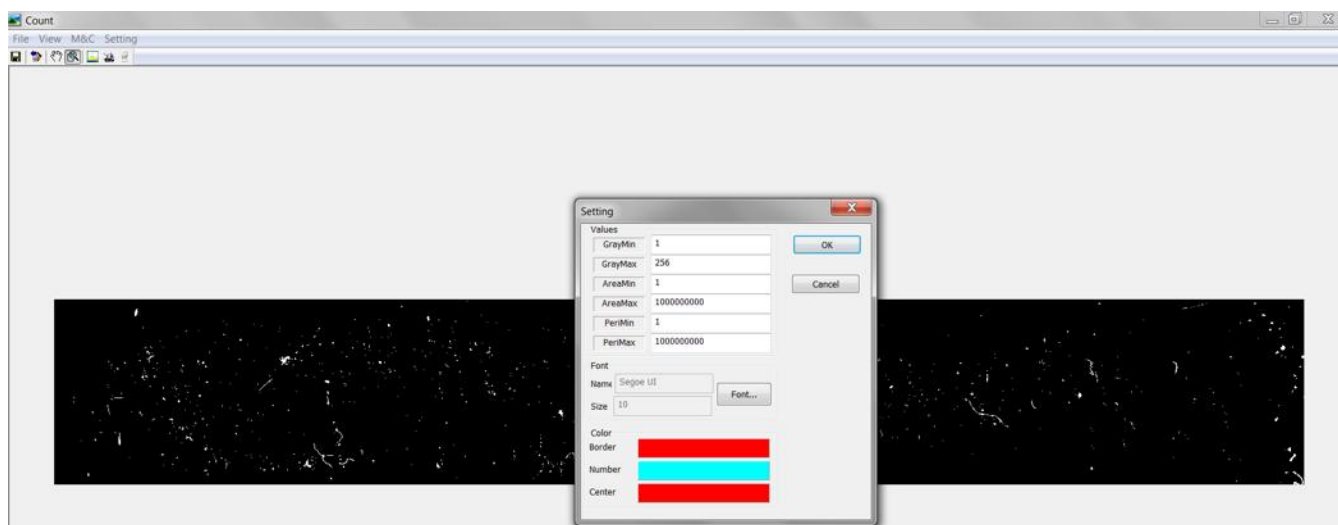 Count
File View M&C Setting
Setting
Values
GrayMin 1
GrayMax 256
AreaMin 1
AreaMax 1000000000
PeriMin 1
PeriMax 1000000000
OK
Cancel
Font
Name Segoe UI
Size 10
Font...
Color
Border
Number
Center